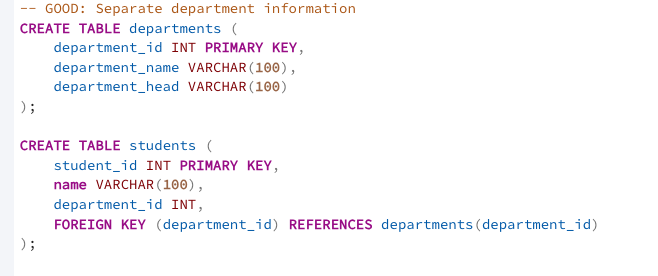 -- GOOD: Separate department information
CREATE TABLE departments (
    department_id INT PRIMARY KEY,
    department_name VARCHAR(100),
    department_head VARCHAR(100)
);

CREATE TABLE students (
    student_id INT PRIMARY KEY,
    name VARCHAR(100),
    department_id INT,
    FOREIGN KEY (department_id) REFERENCES departments(department_id)
);